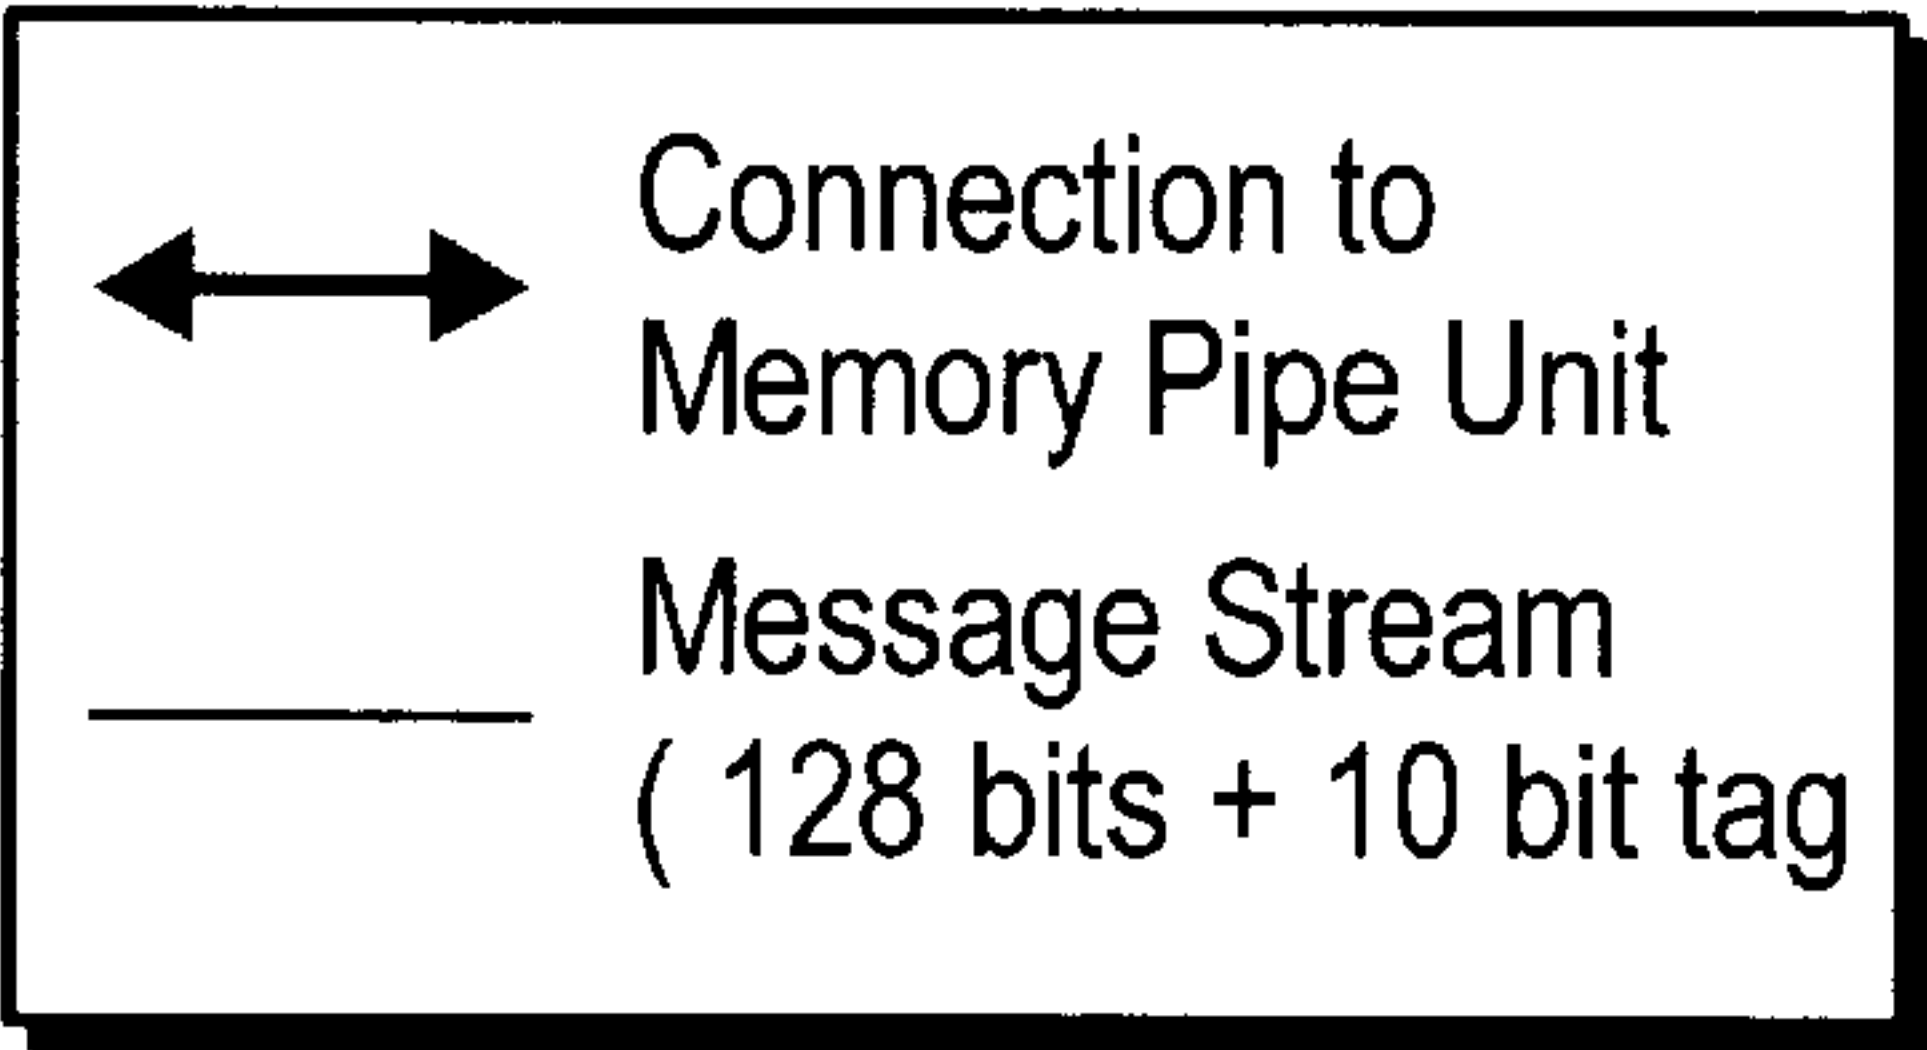 Connection to
Memory Pipe Unit
Message Stream
( 128 bits + 10 bit tag